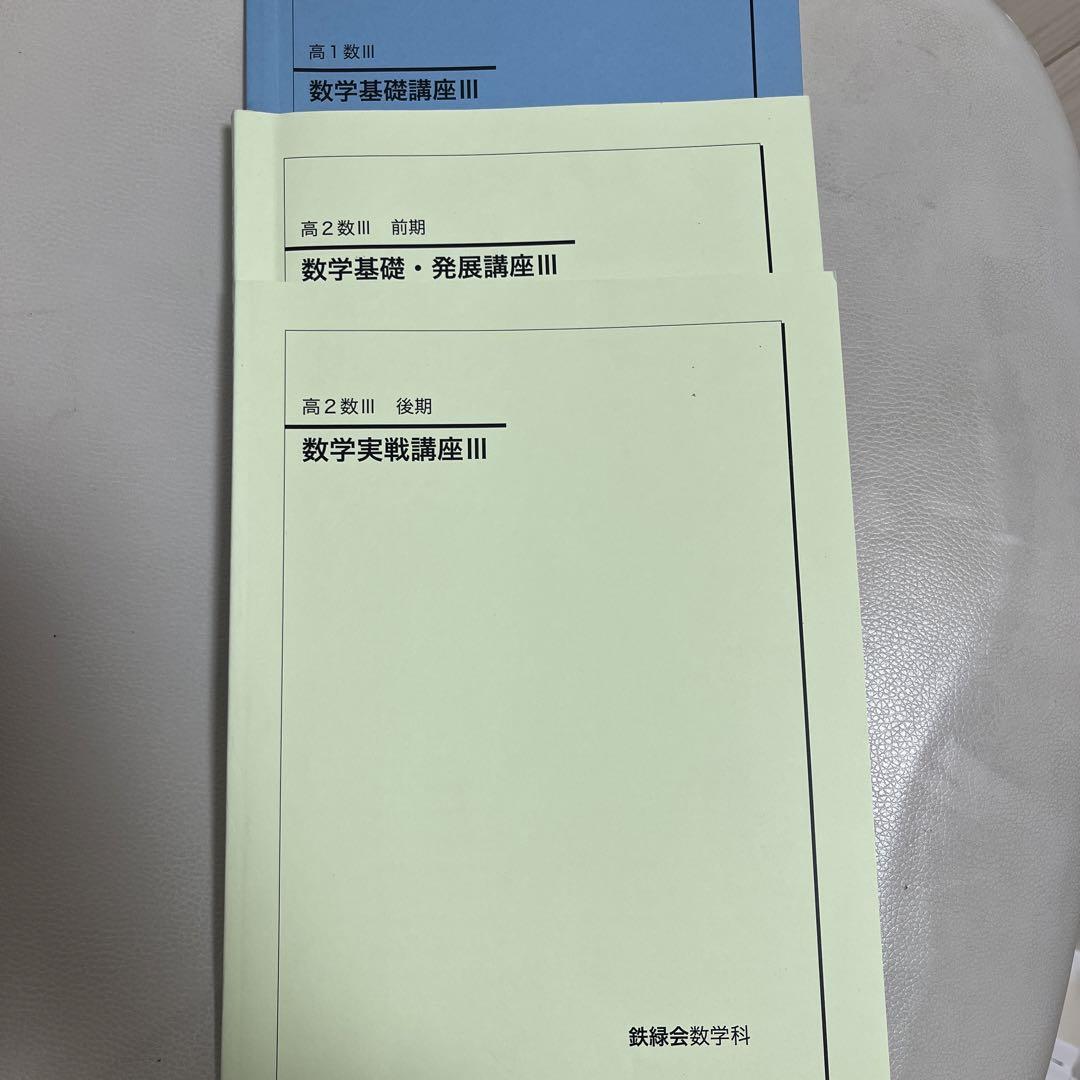 高1数Ⅲ
数学基礎講座Ⅲ
高2数Ⅲ　前期
数学基礎・発展講座Ⅲ
高2数Ⅲ　後期
数学実戦講座Ⅲ
鉄緑会数学科